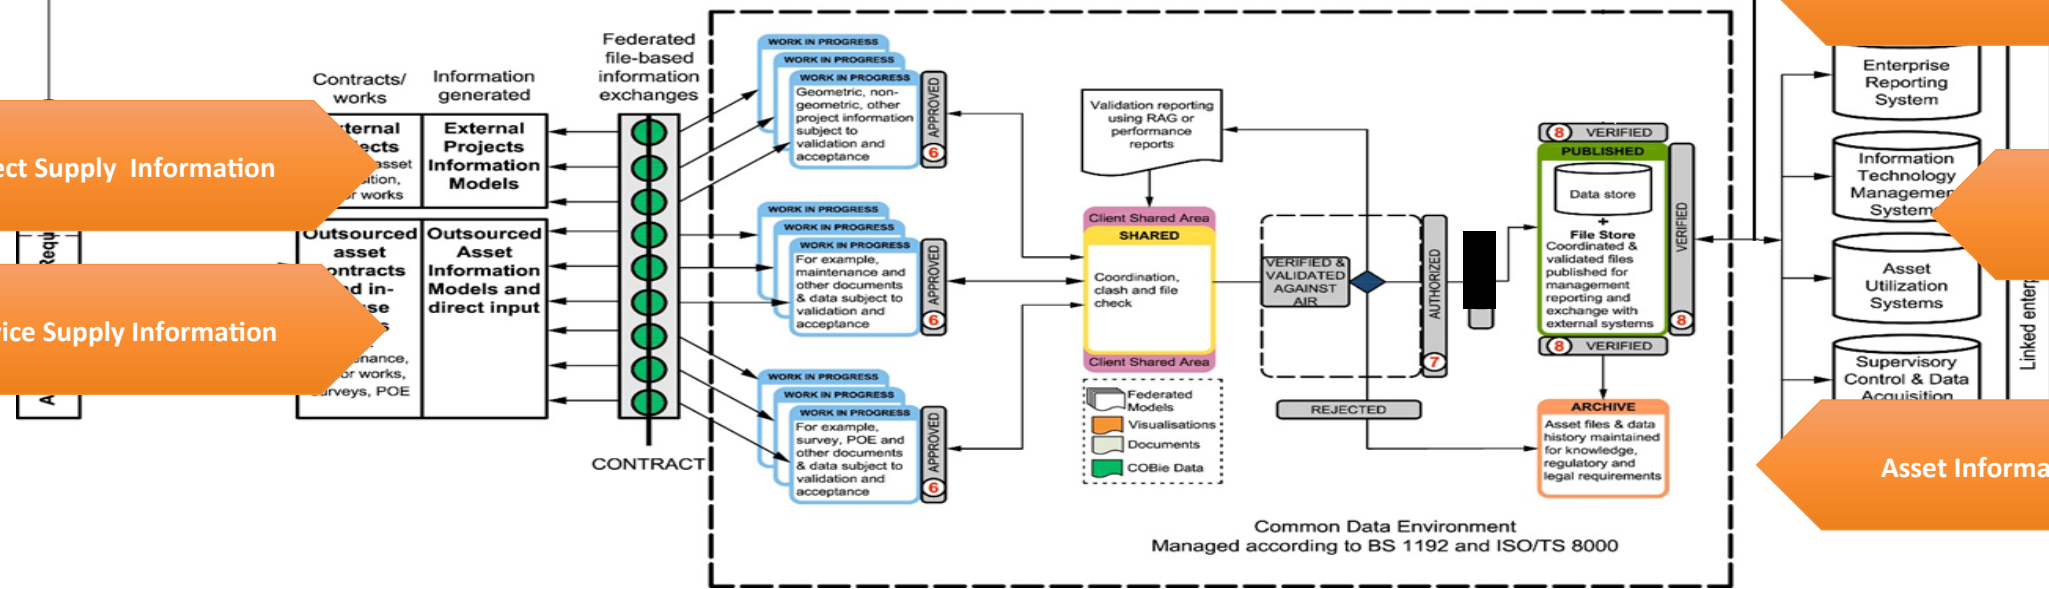 Contracts/
works
Information
generated
Federated
file-based
information
exchanges
ect Supply  Information
vice Supply Information
External
Projects
Information
Models
Outsourced
asset
Outsourced
Asset
Information
Models and
direct input
or works
or works,
CONTRACT
WORK IN PROGRESS
WORK IN PROGRESS
WORK IN PROGRESS
Geometric, non-
geometric, other
project information
subject to
validation and
acceptance
APPROVED
6
WORK IN PROGRESS
WORK IN PROGRESS
WORK IN PROGRESS
For example,
maintenance and
other documents
& data subject to
validation and
acceptance
APPROVED
6
WORK IN PROGRESS
WORK IN PROGRESS
WORK IN PROGRESS
For example,
survey, POE and
other documents
& data subject to
validation and
acceptance
APPROVED
6
Validation reporting
using RAG or
performance
reports
Client Shared Area
SHARED
Coordination,
clash and file
check
Client Shared Area
Federated
Models
Visualisations
Documents
COBie Data
VERIFIED &
VALIDATED
AGAINST
AIR
AUTHORIZED
7
REJECTED
8 VERIFIED
PUBLISHED
Data store
+
File Store
Coordinated &
validated files
published for
management
reporting and
exchange with
external systems
VERIFIED
8
8 VERIFIED
ARCHIVE
Asset files & data
history maintained
for knowledge,
regulatory and
legal requirements
Common Data Environment
Managed according to BS 1192 and ISO/TS 8000
Enterprise
Reporting
System
Information
Technology
Managemen
Systems
Asset
Utilization
Systems
Supervisory
Control & Data
Acquisition
Linked enterp
Asset Informa